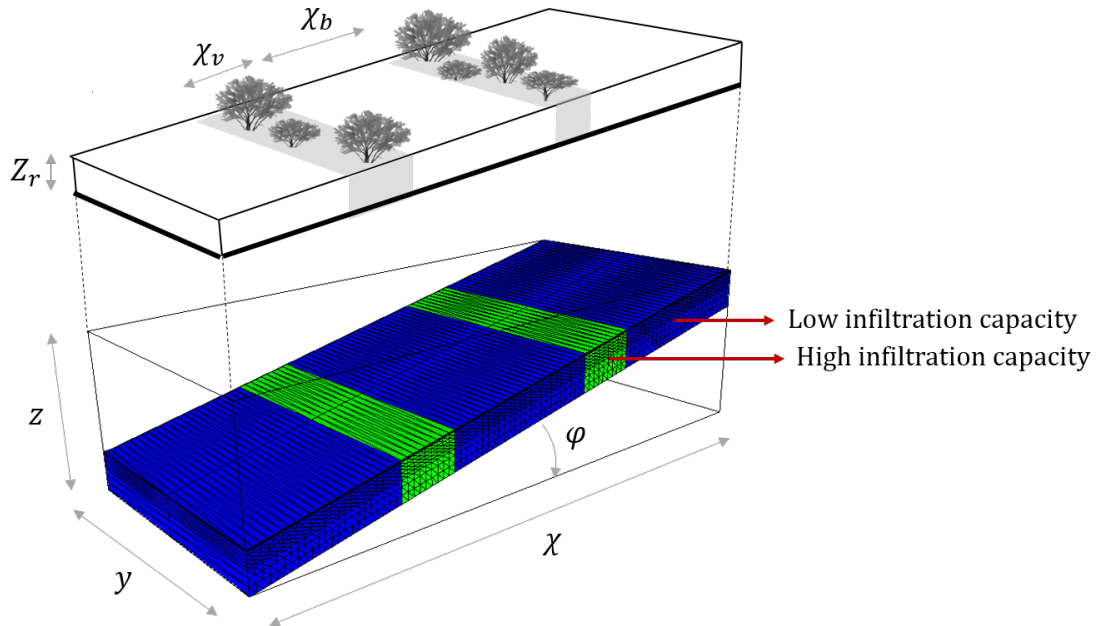 χ_b
χ_v
Z_r
Low infiltration capacity
High infiltration capacity
z
φ
χ
y